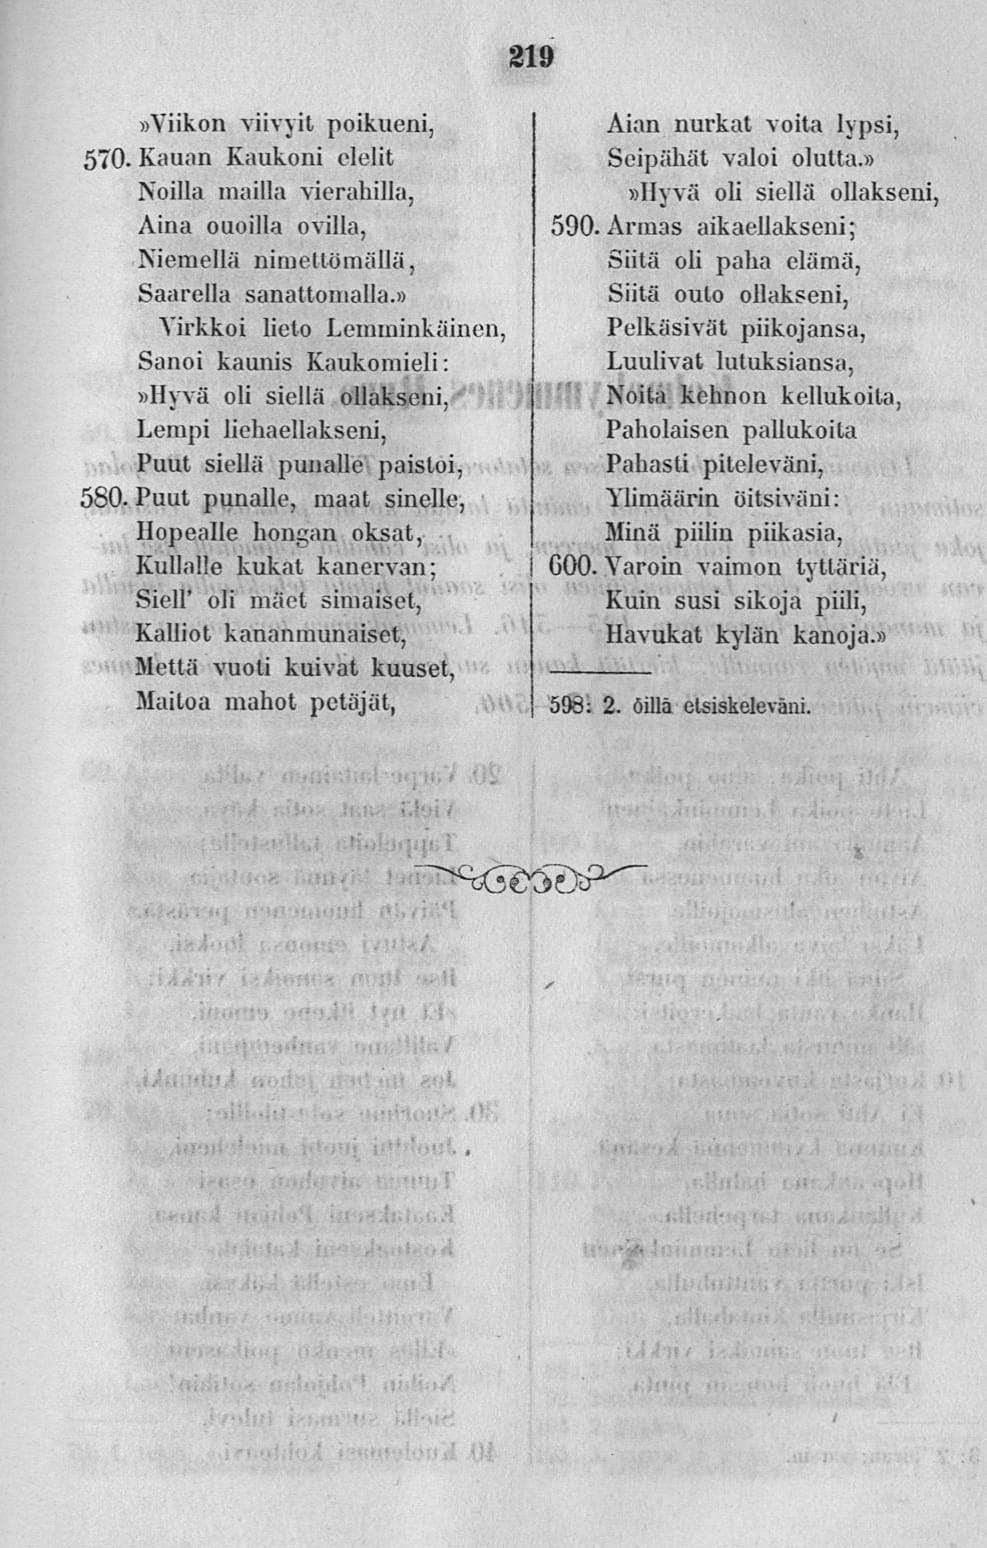 219
»Viikon viivyit poikueni,
570. Kauan Kaukoni elelit
Noilla mailla vierahilla,
Aina ouoilla ovilla,
Niemellä nimettömällä,
Saarella sanattomalla.»
Virkkoi lieto Lemminkäinen,
Sanoi kaunis Kaukomieli:
»Hyvä oli siellä ollakseni,
Lempi liehaellakseni,
Puut siellä punalle paistoi,
580. Puut punalle, maat sinelle,
Hopealle hongan oksat,
Kullalle kukat kanervan;
Siell' oli mäet simaiset,
Kalliot kananmunaiset,
Mettä vuoti kuivat kuuset,
Maitoa mahot petäjät,
Aian nurkat voita lypsi,
Seipähät valoi olutta.»
»Hyvä oli siellä ollakseni,
590. Armas aikaellakseni;
Siitä oli paha elämä,
Siitä outo ollakseni,
Pelkäsivät piikojansa,
Luulivat lutuksiansa,
Noita kehnon kellukoita,
Paholaisen pallukoita
Pahasti piteleväni,
Ylimäärin öitsiväni:
Minä piilin piikasia,
600. Varoin vaimon tyttäriä,
Kuin susi sikoja piili,
Havukat kylän kanoja.»
598: 2. öillä etsiskeleväni.